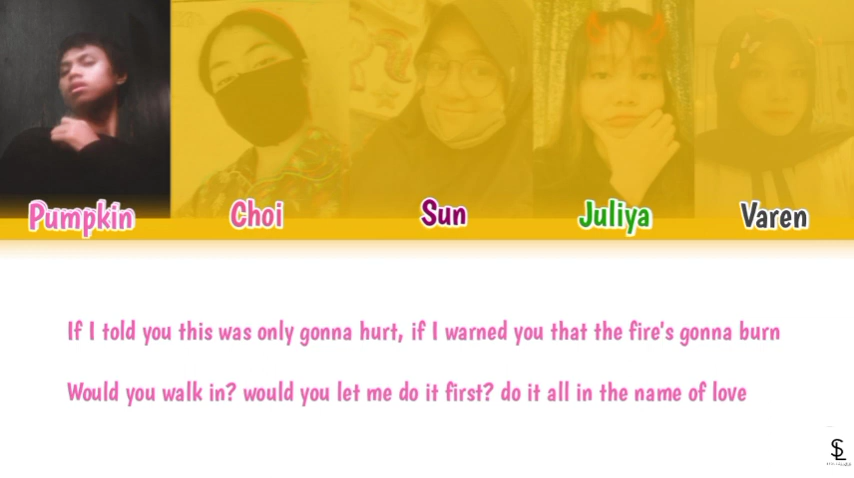 Pumpkin Choi Sun Juliya Varen
If I told you this was only gonna hurt, if I warned you that the fire's gonna burn
Would you walk in? would you let me do it first? do it all in the name of love
SL